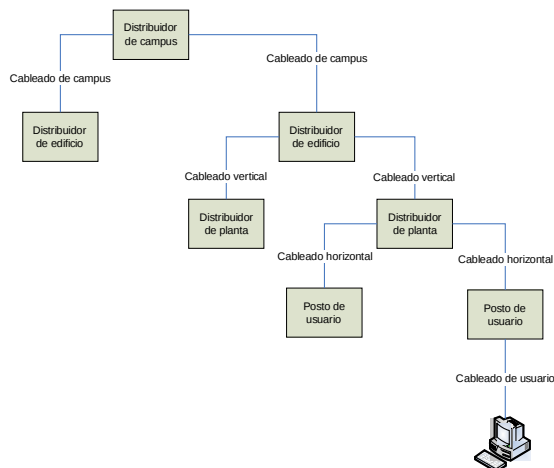 Distribuidor
de campus
Cableado de campus
Cableado de campus
Distribuidor
de edificio
Distribuidor
de edificio
Cableado vertical
Cableado vertical
Distribuidor
de planta
Distribuidor
de planta
Cableado horizontal
Cableado horizontal
Posto de
usuario
Posto de
usuario
Cableado de usuario